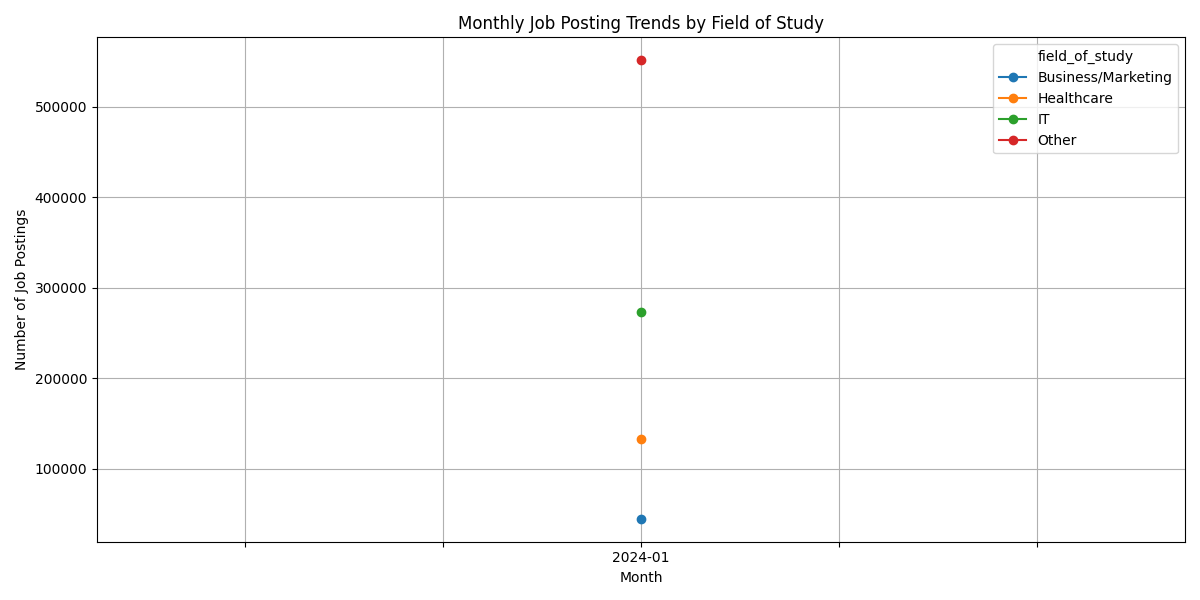 Monthly Job Posting Trends by Field of Study
field_of_study
Business/Marketing
Healthcare
IT
Other
Number of Job Postings
500000
400000
300000
200000
100000
2024-01
Month